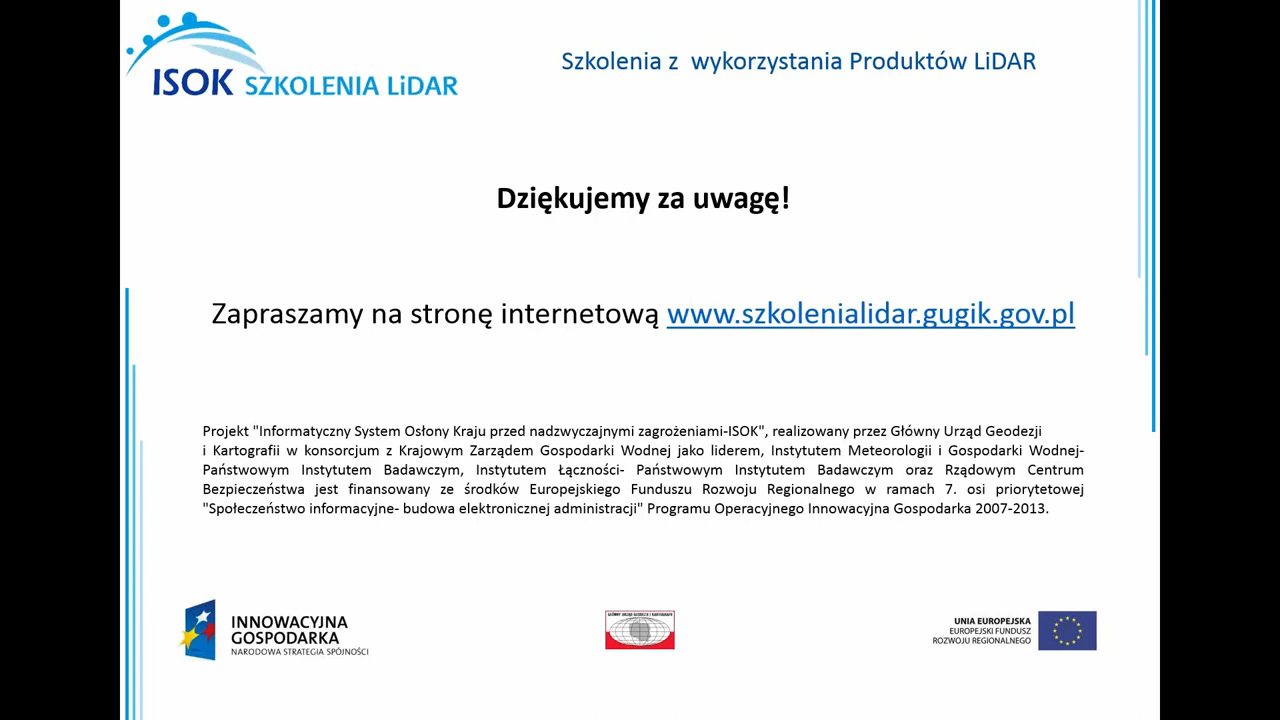 ISOK SZKOLENIA LiDAR
Szkolenia z wykorzystania Produktów LiDAR
Dziękujemy za uwagę!
Zapraszamy na stronę internetową www.szkolenialidar.gugik.gov.pl
Projekt "Informatyczny System Osłony Kraju przed nadzwyczajnymi zagrożeniami-ISOK", realizowany przez Główny Urząd Geodezji
i Kartografii w konsorcjum z Krajowym Zarządem Gospodarki Wodnej jako liderem, Instytutem Meteorologii i Gospodarki Wodnej-
Państwowym Instytutem Badawczym, Instytutem Łączności- Państwowym Instytutem Badawczym oraz Rządowym Centrum
Bezpieczeństwa jest finansowany ze środków Europejskiego Funduszu Rozwoju Regionalnego w ramach 7. osi priorytetowej
"Społeczeństwo informacyjne- budowa elektronicznej administracji" Programu Operacyjnego Innowacyjna Gospodarka 2007-2013.
INNOWACYJNA
GOSPODARKA
NARODOWA STRATEGIA SPÓJNOŚCI
GŁÓWNY URZĄD GEODEZJI I KARTOGRAFII
UNIA EUROPEJSKA
EUROPEJSKI FUNDUSZ
ROZWOJU REGIONALNEGO